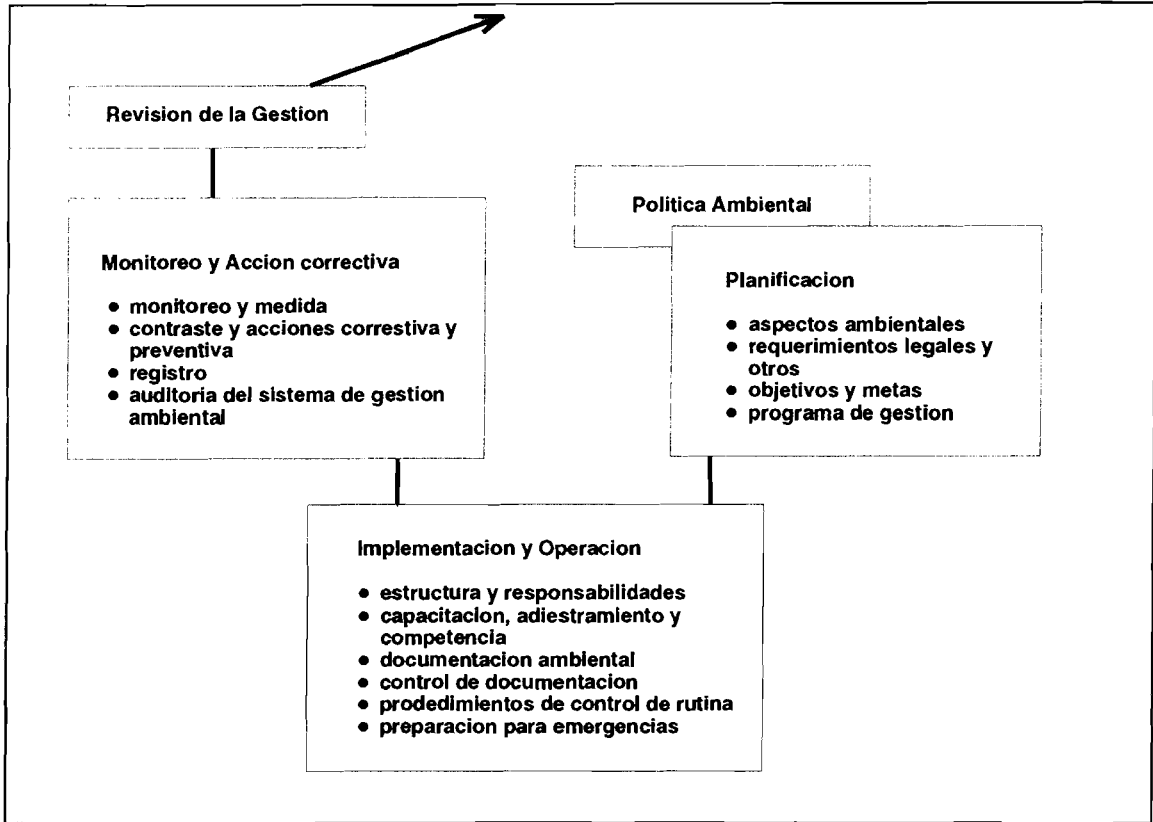 Revision de la Gestion
Politica Ambiental
Monitoreo y Accion correctiva
● monitoreo y medida
● contraste y acciones correstiva y
preventiva
● registro
● auditoria del sistema de gestion
ambiental
Planificacion
● aspectos ambientales
● requerimientos legales y
otros
● objetivos y metas
● programa de gestion
Implementacion y Operacion
● estructura y responsabilidades
● capacitacion, adiestramiento y
competencia
● documentacion ambiental
● control de documentacion
● prodedimientos de control de rutina
● preparacion para emergencias